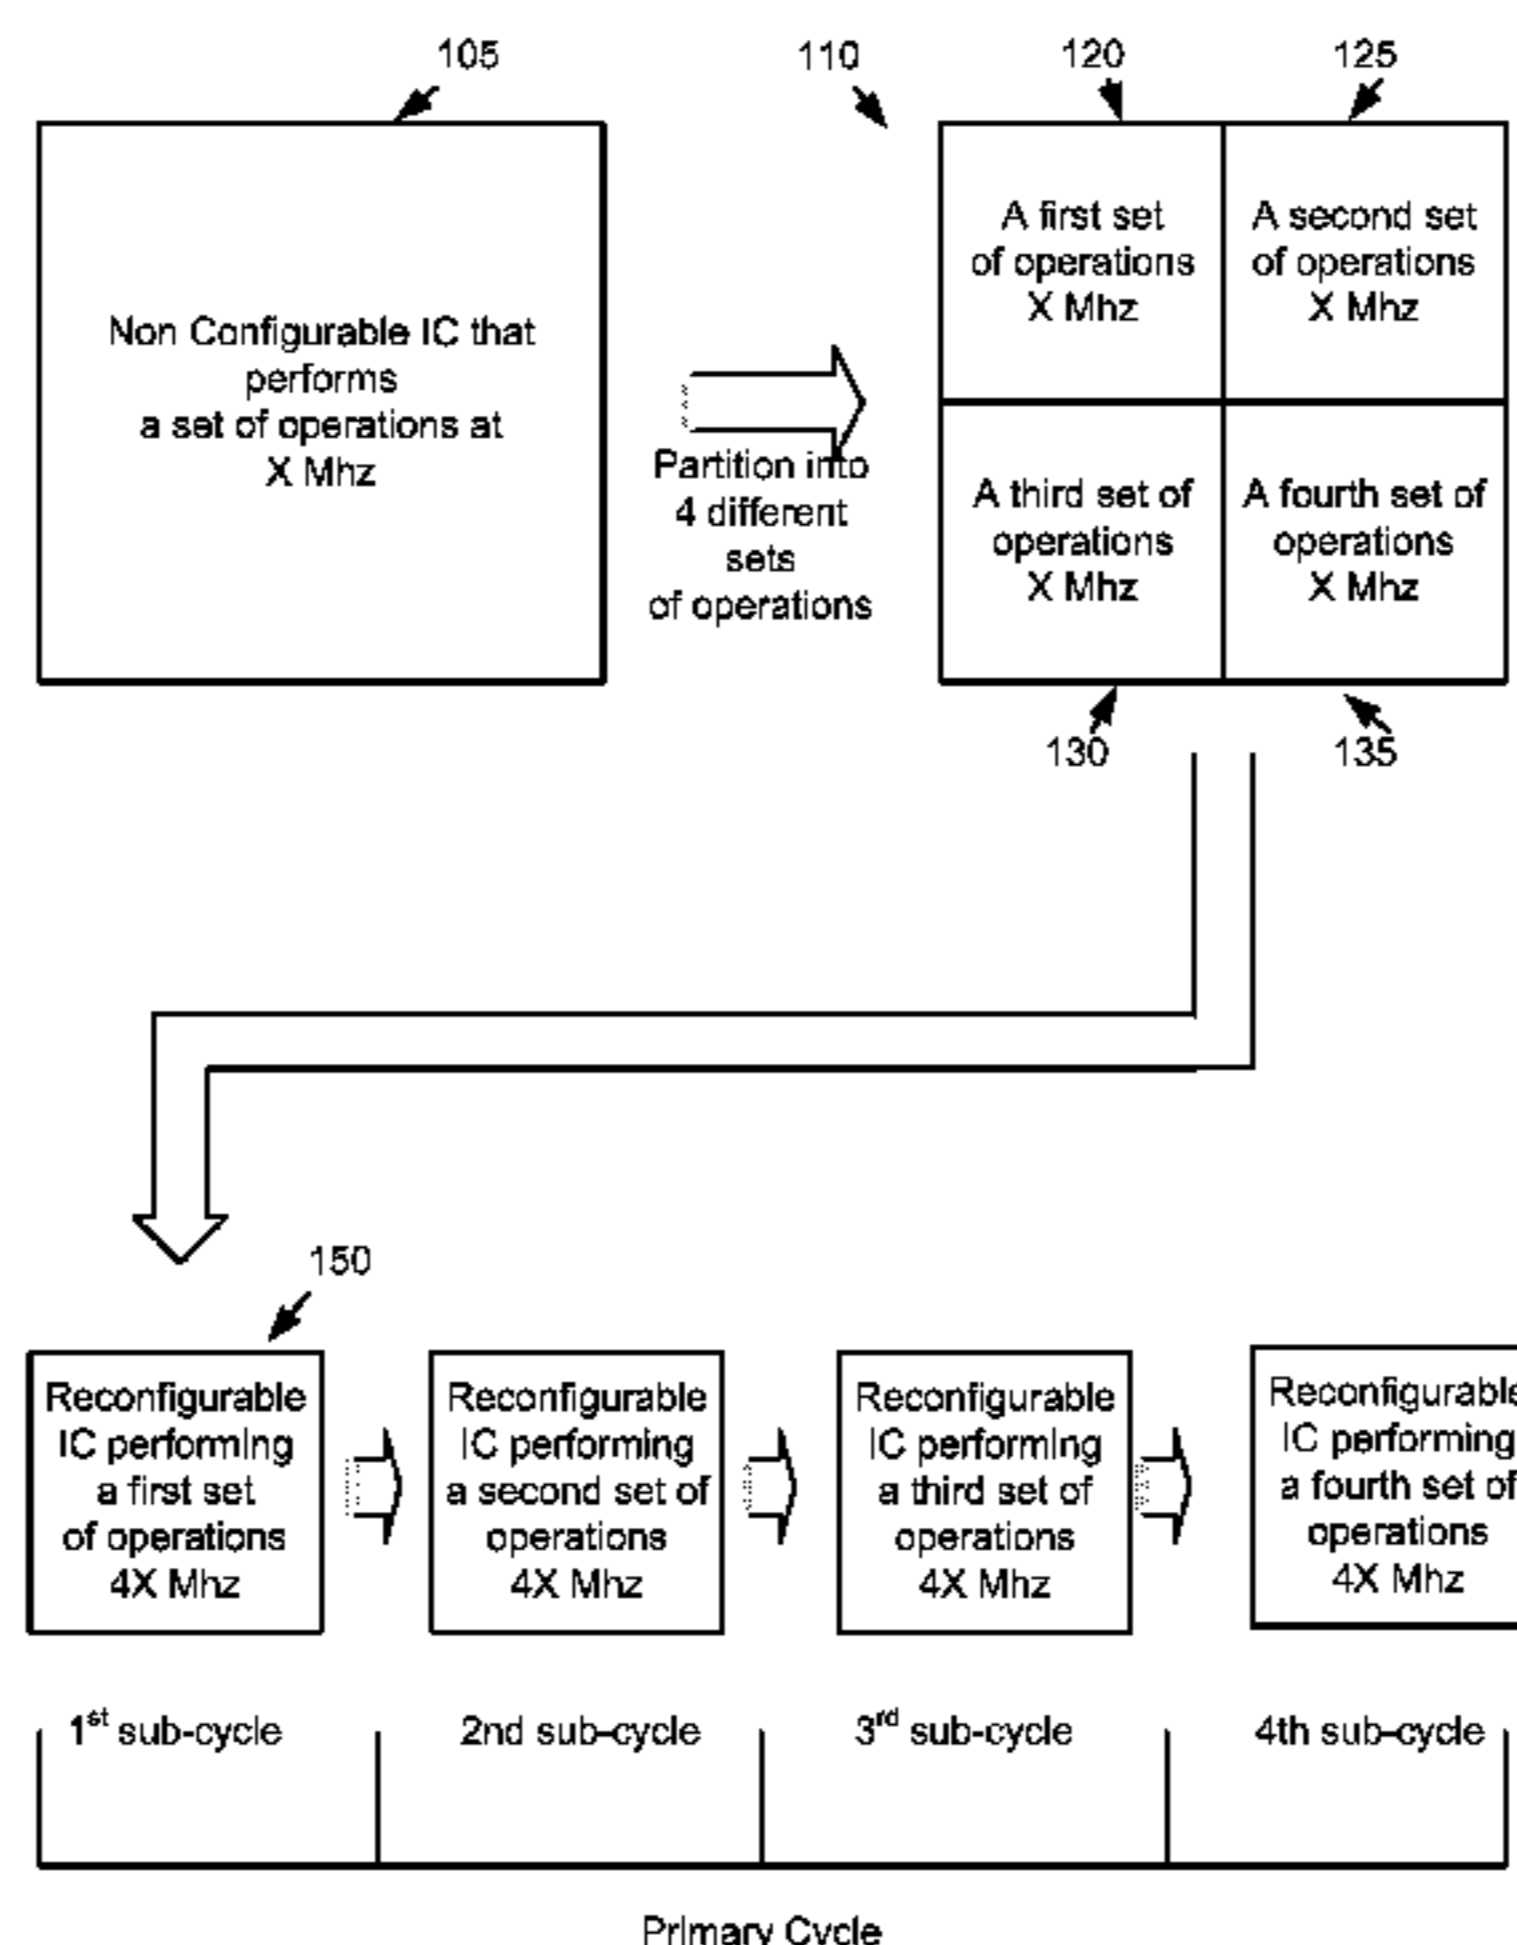 105
110
120
125
Non Configurable IC that
performs
a set of operations at
X Mhz
Partition into
4 different
sets
of operations
A first set
of operations
X Mhz
A second set
of operations
X Mhz
A third set of
operations
X Mhz
A fourth set of
operations
X Mhz
130
135
150
Reconfigurable
IC performing
a first set
of operations
4X Mhz
Reconfigurable
IC performing
a second set of
operations
4X Mhz
Reconfigurable
IC performing
a third set of
operations
4X Mhz
Reconfigurable
IC performing
a fourth set of
operations
4X Mhz
1st sub-cycle
2nd sub-cycle
3rd sub-cycle
4th sub-cycle
Primary Cycle